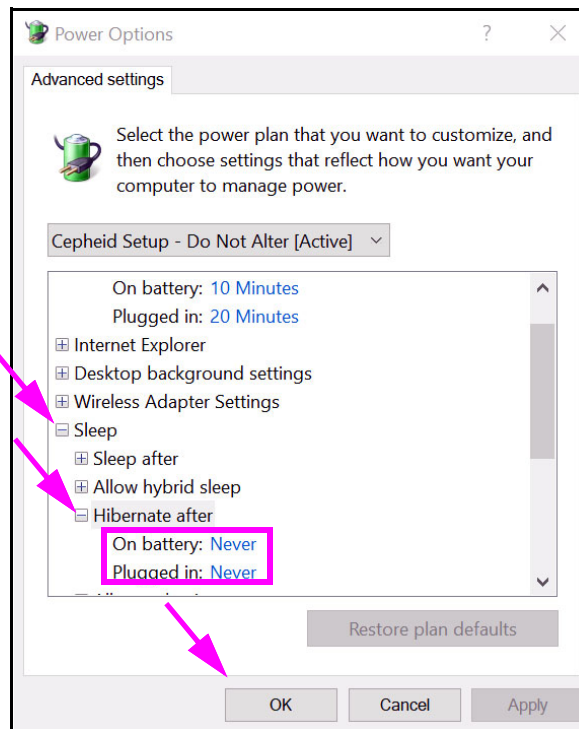 Power Options
Advanced settings
Select the power plan that you want to customize, and
then choose settings that reflect how you want your
computer to manage power.
Cepheid Setup - Do Not Alter [Active]
On battery: 10 Minutes
Plugged in: 20 Minutes
Internet Explorer
Desktop background settings
Wireless Adapter Settings
Sleep
Sleep after
Allow hybrid sleep
Hibernate after
On battery: Never
Plugged in: Never
Restore plan defaults
OK Cancel Apply